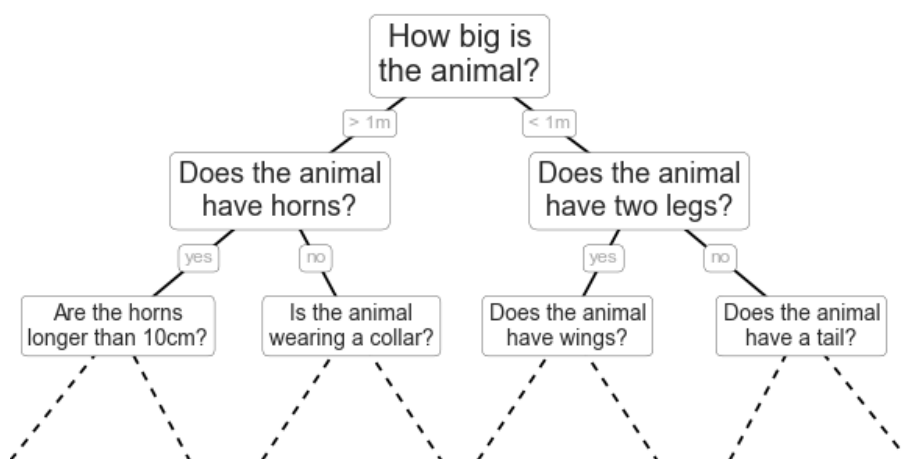 How big is
the animal?
> 1m
< 1m
Does the animal
have horns?
Does the animal
have two legs?
yes
no
yes
no
Are the horns
longer than 10cm?
Is the animal
wearing a collar?
Does the animal
have wings?
Does the animal
have a tail?